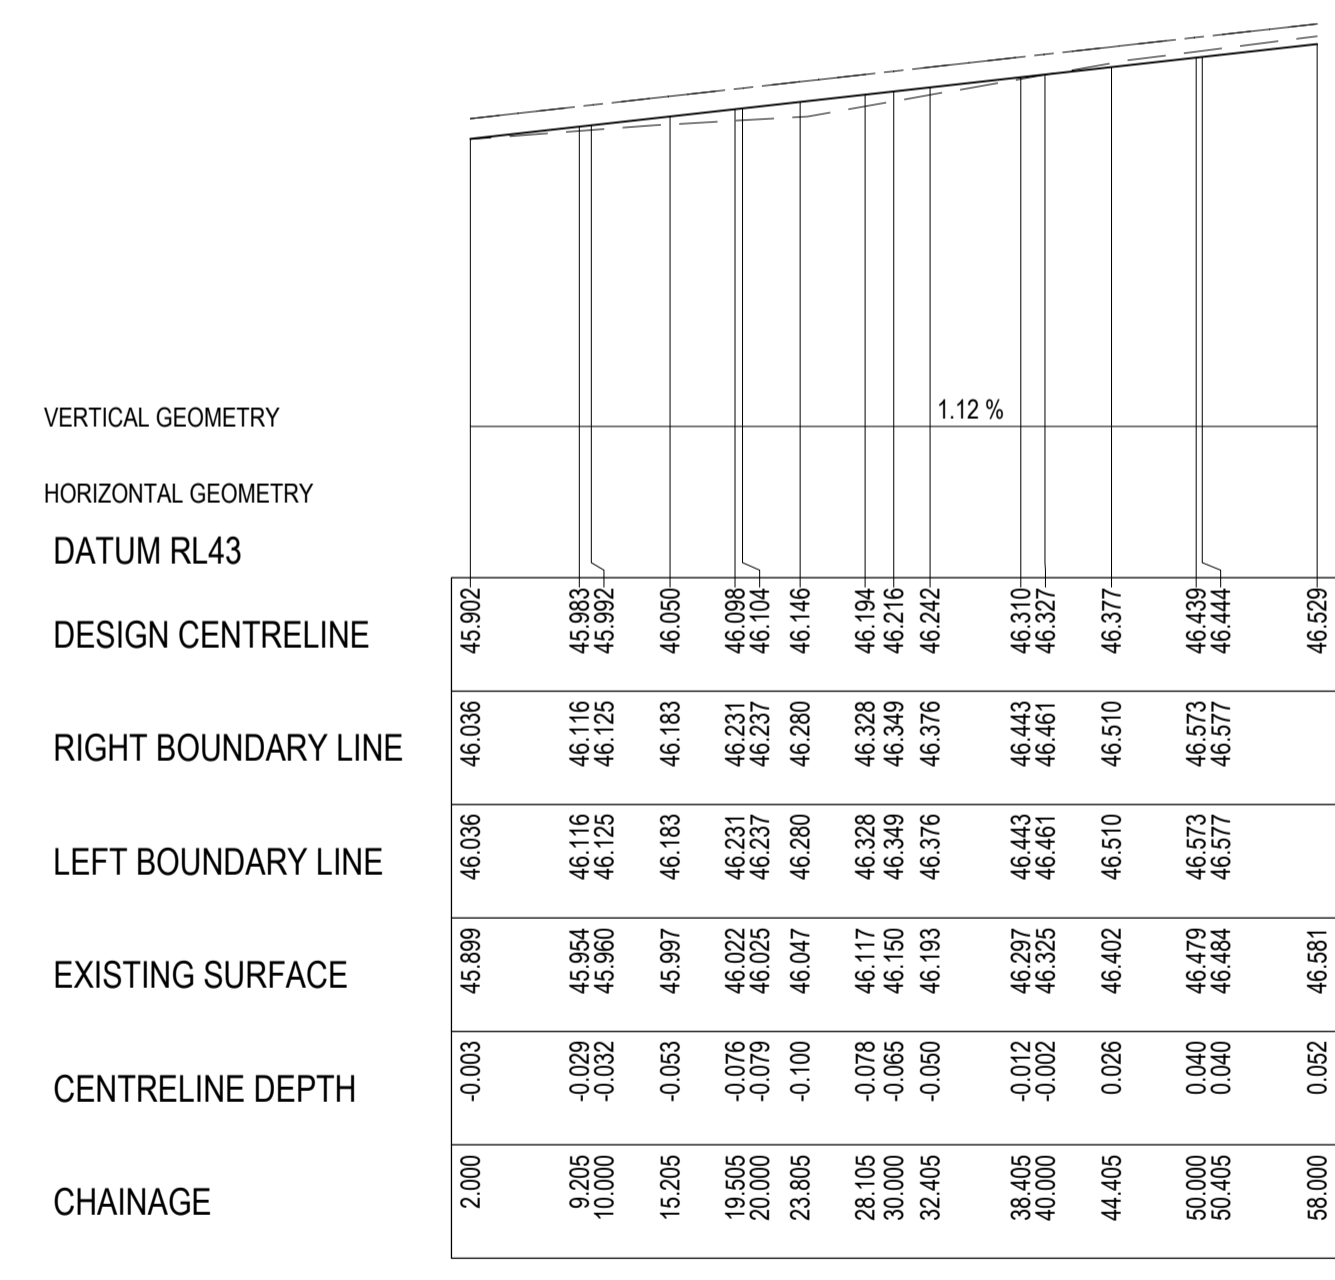 1.12 %
VERTICAL GEOMETRY
HORIZONTAL GEOMETRY
DATUM RL43
DESIGN CENTRELINE 45.902 45.983 45.992 46.050 46.098 46.104 46.146 46.194 46.216 46.242 46.310 46.327 46.377 46.439 46.444 46.529
RIGHT BOUNDARY LINE 46.036 46.116 46.125 46.183 46.231 46.237 46.280 46.328 46.349 46.376 46.443 46.461 46.510 46.573 46.577
LEFT BOUNDARY LINE 46.036 46.116 46.125 46.183 46.231 46.237 46.280 46.328 46.349 46.376 46.443 46.461 46.510 46.573 46.577
EXISTING SURFACE 45.899 45.954 45.960 45.997 46.022 46.025 46.047 46.117 46.150 46.193 46.297 46.325 46.402 46.479 46.484 46.581
CENTRELINE DEPTH -0.003 -0.029 -0.032 -0.053 -0.076 -0.079 -0.100 -0.078 -0.065 -0.050 -0.012 -0.002 0.026 0.040 0.040 0.052
CHAINAGE 2.000 9.205 10.000 15.205 19.505 20.000 23.805 28.105 30.000 32.405 38.405 40.000 44.405 50.000 50.405 58.000